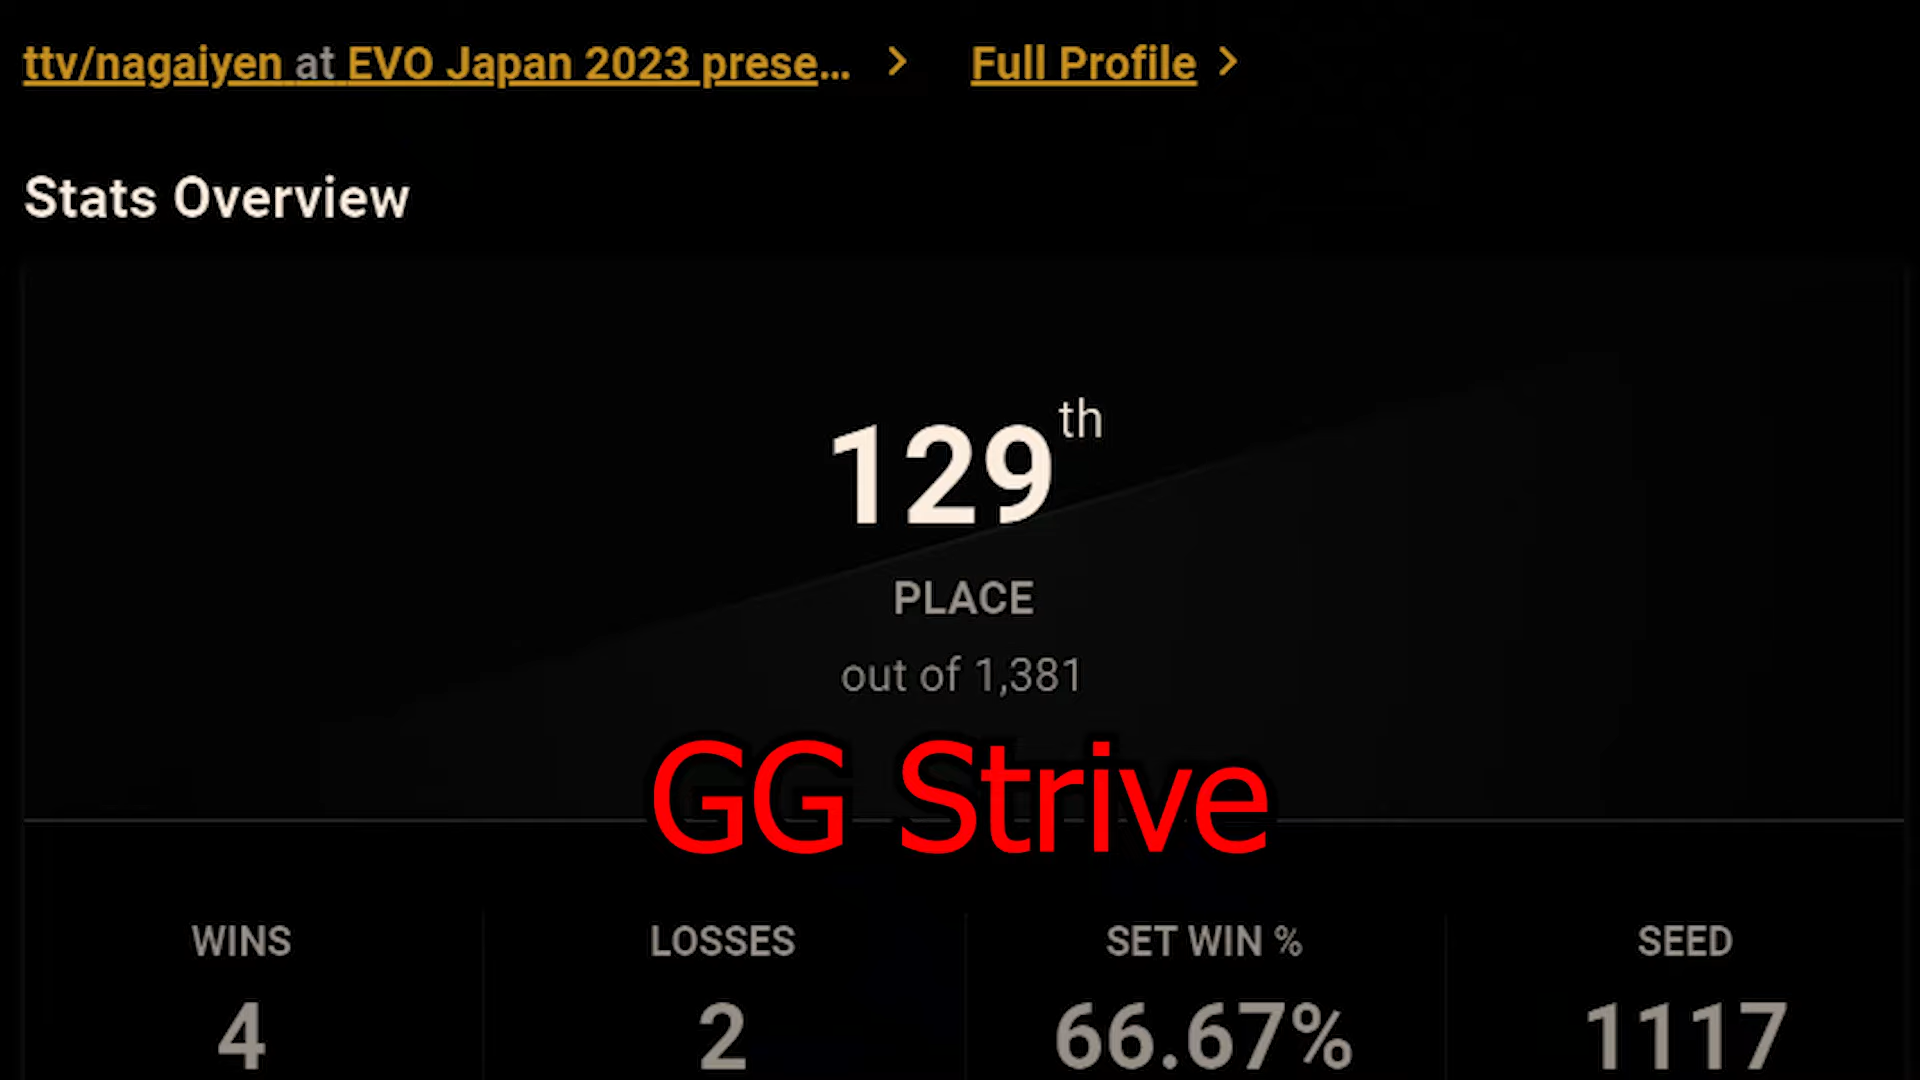 ttv/nagaiyen at EVO Japan 2023 prese... > Full Profile >
Stats Overview
129th
PLACE
out of 1,381
GG Strive
WINS LOSSES SET WIN % SEED
4 2 66.67% 1117